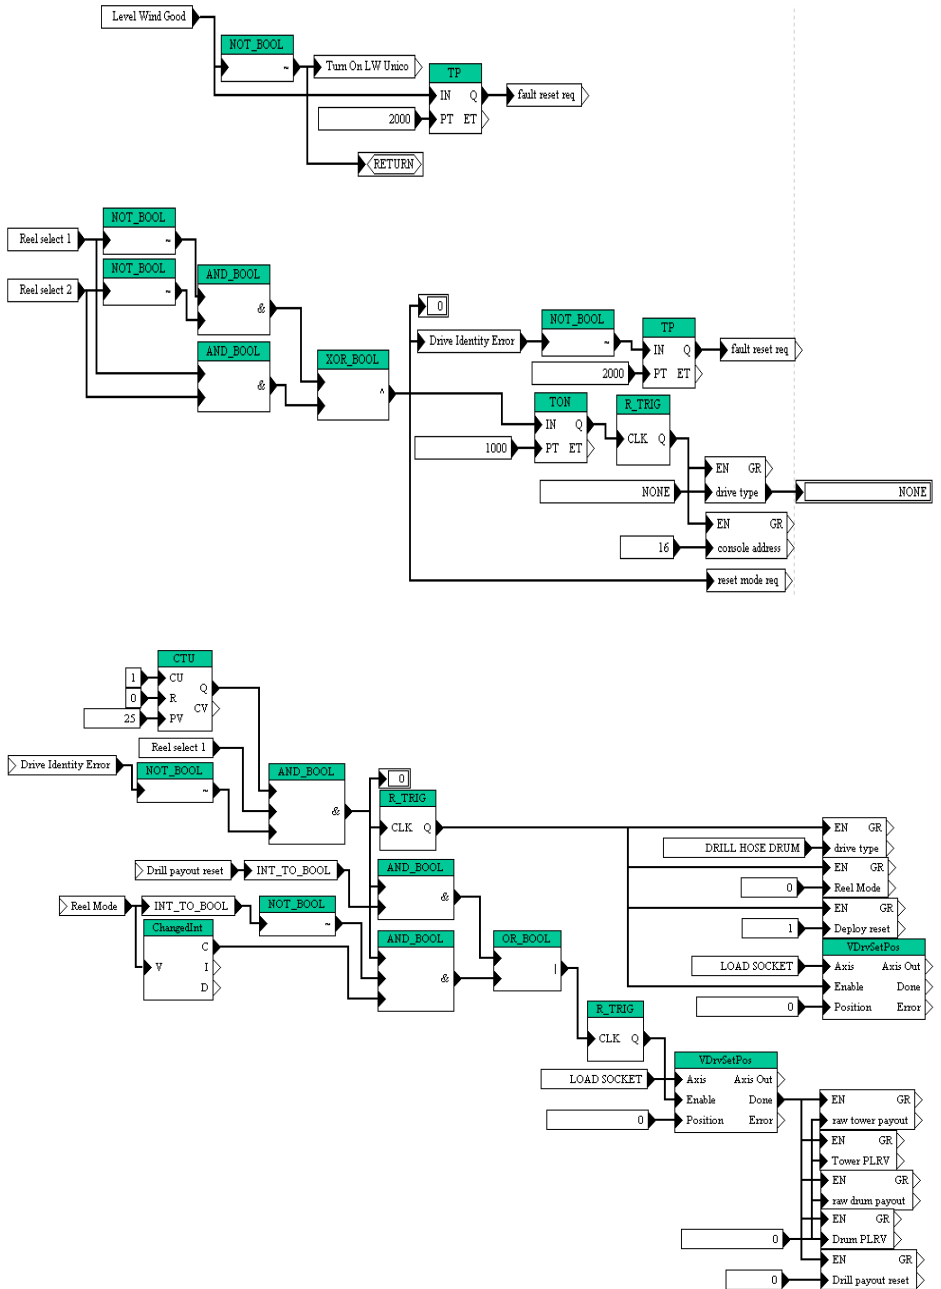 Level Wind Good
NOT_BOOL
~
Turn On LW Unico
TP
IN Q
PT ET
2000
fault reset req
RETURN
NOT_BOOL
Reel select 1
~
NOT_BOOL
Reel select 2
~
AND_BOOL
&
AND_BOOL
&
XOR_BOOL
^
0
Drive Identity Error
NOT_BOOL
~
TP
IN Q
PT ET
2000
fault reset req
TON
IN Q
PT ET
1000
R_TRIG
CLK Q
EN GR
NONE
drive type
NONE
EN GR
16
console address
reset mode req
CTU
1
CU
Q
0
R
CV
25
PV
Reel select 1
Drive Identity Error
NOT_BOOL
~
AND_BOOL
&
0
R_TRIG
CLK Q
EN GR
DRILL HOSE DRUM
drive type
EN GR
0
Reel Mode
EN GR
1
Deploy reset
VDrvSetPos
LOAD SOCKET
Axis Axis Out
Enable Done
0
Position Error
Drill payout reset
INT_TO_BOOL
AND_BOOL
&
Reel Mode
INT_TO_BOOL
NOT_BOOL
~
ChangedInt
C
V I
D
AND_BOOL
&
OR_BOOL
|
R_TRIG
CLK Q
VDrvSetPos
LOAD SOCKET
Axis Axis Out
Enable Done
0
Position Error
EN GR
raw tower payout
EN GR
Tower PLRV
EN GR
raw drum payout
EN GR
0
Drum PLRV
EN GR
0
Drill payout reset